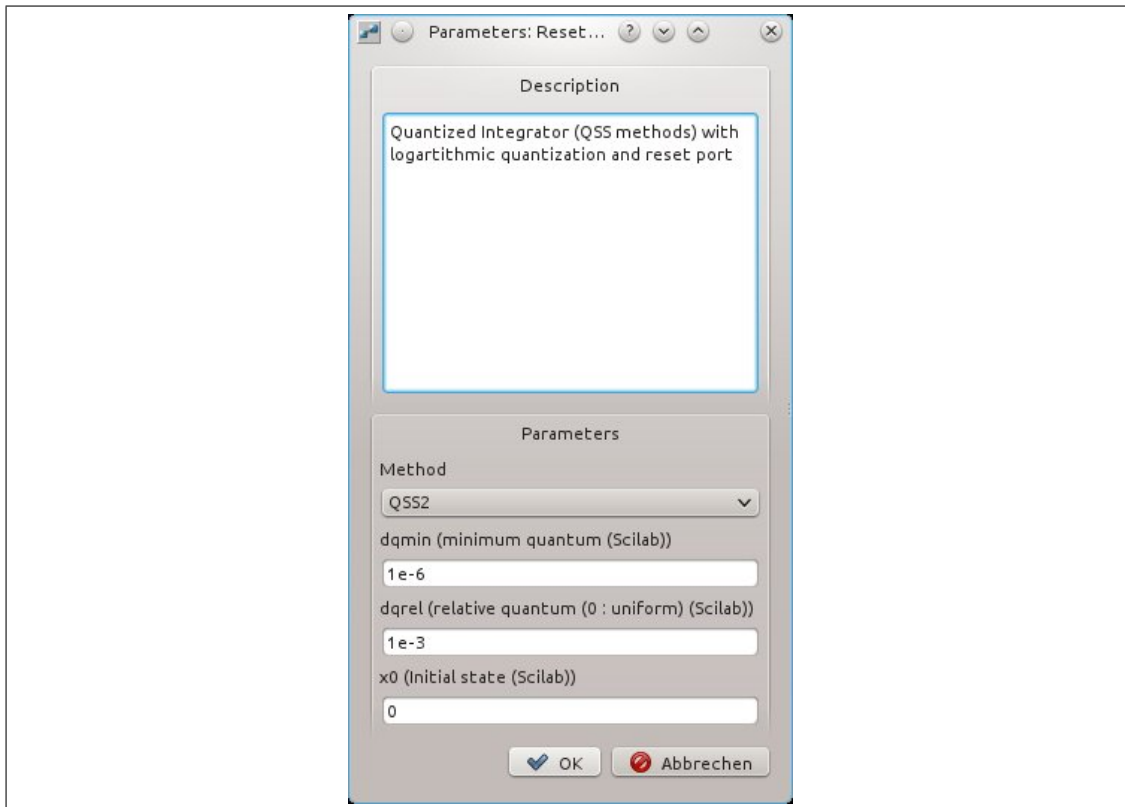 Parameters: Reset...
Description
Quantized Integrator (QSS methods) with
logartithmic quantization and reset port
Parameters
Method
QSS2
dqmin (minimum quantum (Scilab))
1e-6
dqrel (relative quantum (0 : uniform) (Scilab))
1e-3
x0 (Initial state (Scilab))
0
OK Abbrechen